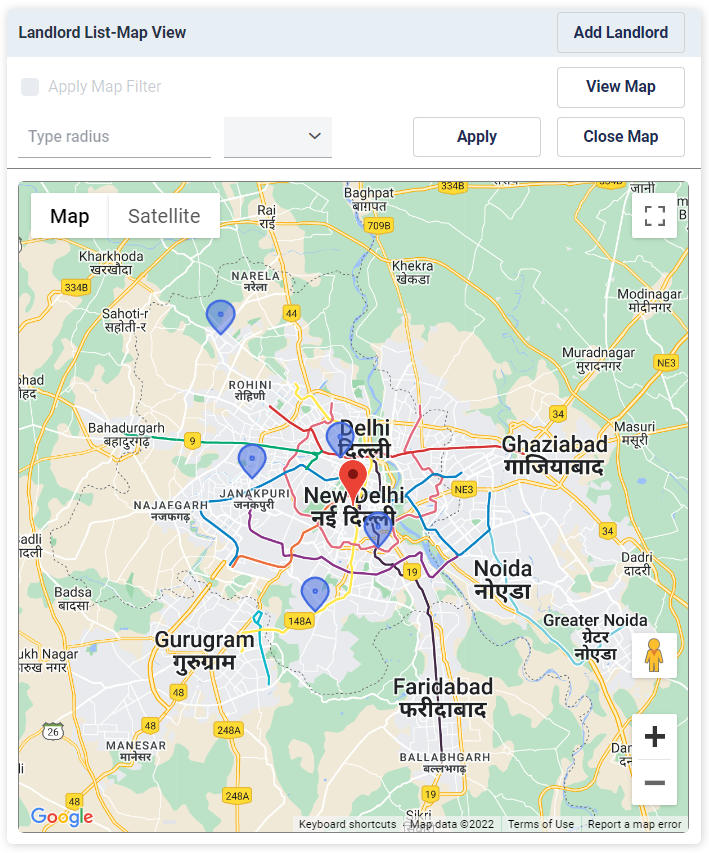 Landlord List-Map View
Add Landlord
Apply Map Filter
View Map
Type radius
Apply
Close Map
Map
Satellite
Baghpat
बाग़पत
334B
334B
जानी
Rai
राई
709B
Kharkhoda
खरखौदा
Khekra
खेकडा
NARELA
नरेला
334B
Modinagar
मोदीनगर
Sahoti-r
सहोती-र
44
Muradnagar
मुरादनगर
NE3
ROHINI
रोहिणी
34
Bahadurgarh
बहादुरगढ़
9
Delhi
दिल्ली
Masuri
मसूरी
Ghaziabad
गाजियाबाद
JANAKPURI
जनकपुरी
NE3
NAJAFGARH
नजफगढ़
New Delhi
नई दिल्ली
34
Dadri
दादरी
19
Noida
नोएडा
Badsa
बादसा
148A
Greater Noida
ग्रेटर
नोएडा
Gurugram
गुरुग्राम
ukh Nagar
रुख नगर
48
Faridabad
फरीदाबाद
26
48
248A
MANESAR
मानेसर
BALLABHGARH
बल्लभगढ़
48
248A
19
Sikri
Google
Keyboard shortcuts
Map data ©2022
Terms of Use
Report a map error